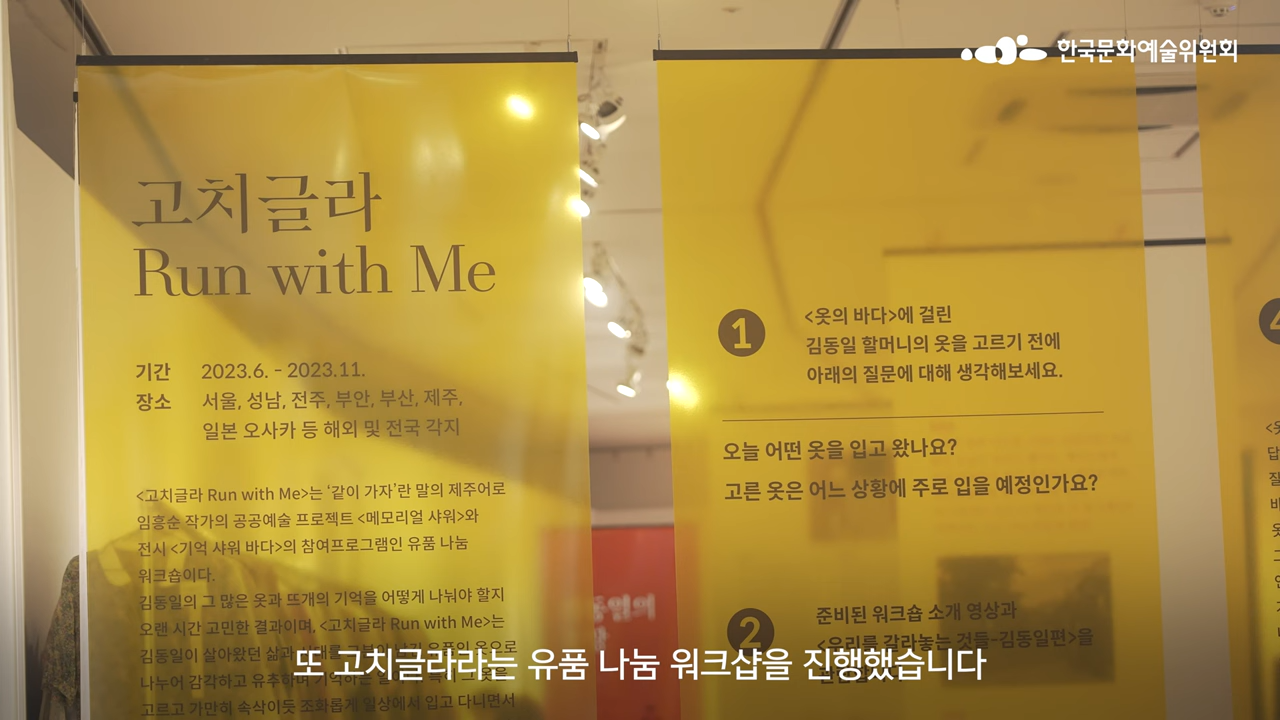 한국문화예술위원회
고치글라
Run with Me
기간 2023.6. - 2023.11.
장소 서울, 성남, 전주, 부안, 부산, 제주,
일본 오사카 등 해외 및 전국 각지
<고치글라 Run with Me>는 ‘같이 가자’란 말의 제주어로
임흥순 작가의 공공예술 프로젝트 <메모리얼 샤워>와
전시 <기억 샤워 바다>의 참여프로그램인 유품 나눔
워크숍이다.
김동일의 그 많은 옷과 뜨개의 기억을 어떻게 나눠야 할지
오랜 시간 고민한 결과이며, <고치글라 Run with Me>는
김동일이 살아왔던
나누어 감각하고 유추하며
고르고 가만히 속삭이듯 조화롭게 일상에서 입고 다니면서
1
<옷의 바다>에 걸린
김동일 할머니의 옷을 고르기 전에
아래의 질문에 대해 생각해보세요.
오늘 어떤 옷을 입고 왔나요?
고른 옷은 어느 상황에 주로 입을 예정인가요?
2
준비된 워크숍 소개 영상과
<우리를 갈라놓는 것들-김동일편>을
4
또 고치글라라는 유품 나눔 워크샵을 진행했습니다